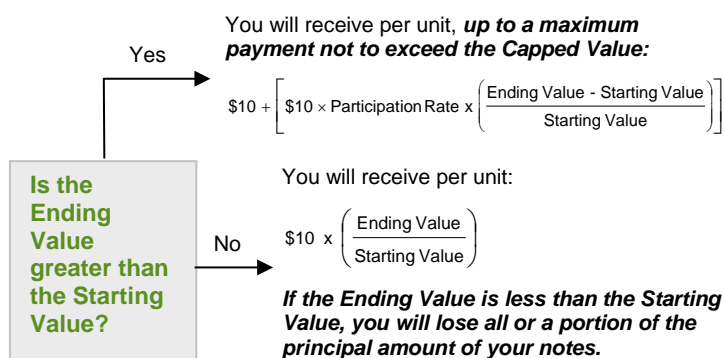 You will receive per unit, up to a maximum
payment not to exceed the Capped Value:
Yes
$10 + [ $10 × Participation Rate x ( Ending Value - Starting Value / Starting Value ) ]
Is the
Ending
Value
greater than
the Starting
Value?
No
You will receive per unit:
$10 x ( Ending Value / Starting Value )
If the Ending Value is less than the Starting
Value, you will lose all or a portion of the
principal amount of your notes.